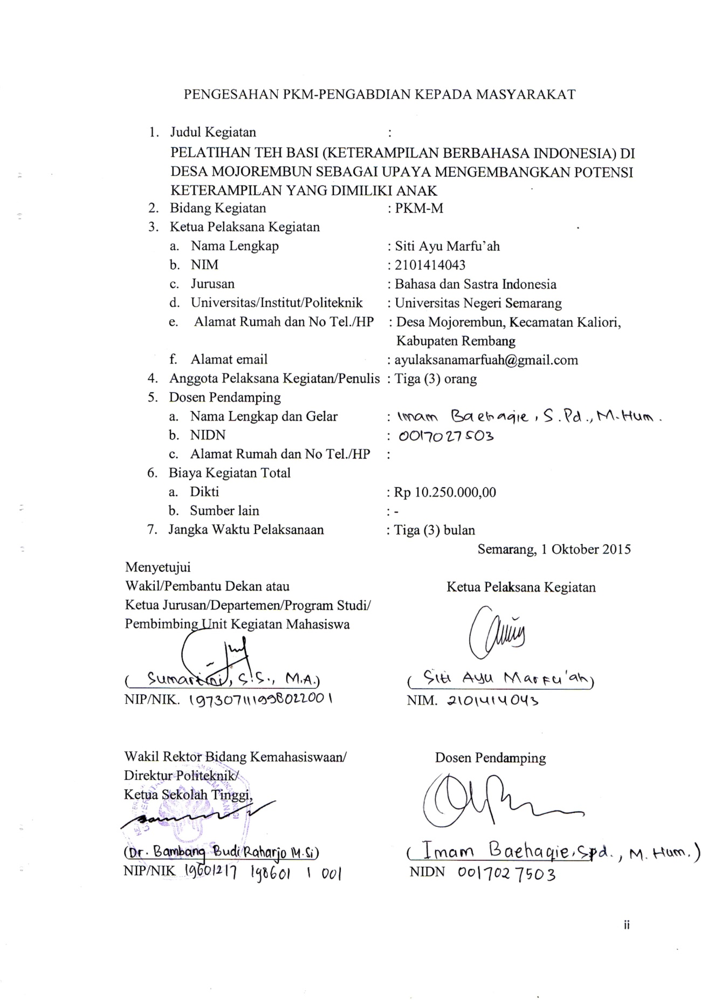 PENGESAHAN PKM-PENGABDIAN KEPADA MASYARAKAT
1. Judul Kegiatan :
PELATIHAN TEH BASI (KETERAMPILAN BERBAHASA INDONESIA) DI
DESA MOJOREMBUN SEBAGAI UPAYA MENGEMBANGKAN POTENSI
KETERAMPILAN YANG DIMILIKI ANAK
2. Bidang Kegiatan : PKM-M
3. Ketua Pelaksana Kegiatan
a. Nama Lengkap : Siti Ayu Marfu’ah
b. NIM : 2101414043
c. Jurusan : Bahasa dan Sastra Indonesia
d. Universitas/Institut/Politeknik : Universitas Negeri Semarang
e. Alamat Rumah dan No Tel./HP : Desa Mojorembun, Kecamatan Kaliori,
Kabupaten Rembang
f. Alamat email : ayulaksanamarfuah@gmail.com
4. Anggota Pelaksana Kegiatan/Penulis : Tiga (3) orang
5. Dosen Pendamping
a. Nama Lengkap dan Gelar : Imam Baehaqie, S.Pd., M.Hum.
b. NIDN : 0017027503
c. Alamat Rumah dan No Tel./HP :
6. Biaya Kegiatan Total
a. Dikti : Rp 10.250.000,00
b. Sumber lain : -
7. Jangka Waktu Pelaksanaan : Tiga (3) bulan
Semarang, 1 Oktober 2015
Menyetujui
Wakil/Pembantu Dekan atau Ketua Pelaksana Kegiatan
Ketua Jurusan/Departemen/Program Studi/
Pembimbing Unit Kegiatan Mahasiswa
( Sumartini, S.S., M.A.) ( Siti Ayu Marfu'ah)
NIP/NIK. 197307111998022001 NIM. 2101414043
Wakil Rektor Bidang Kemahasiswaan/ Dosen Pendamping
Direktur Politeknik/
Ketua Sekolah Tinggi,
(Dr. Bambang Budi Raharjo M.Si) ( Imam Baehaqie, Spd., M. Hum.)
NIP/NIK 19601217 198601 1 001 NIDN 0017027503
ii